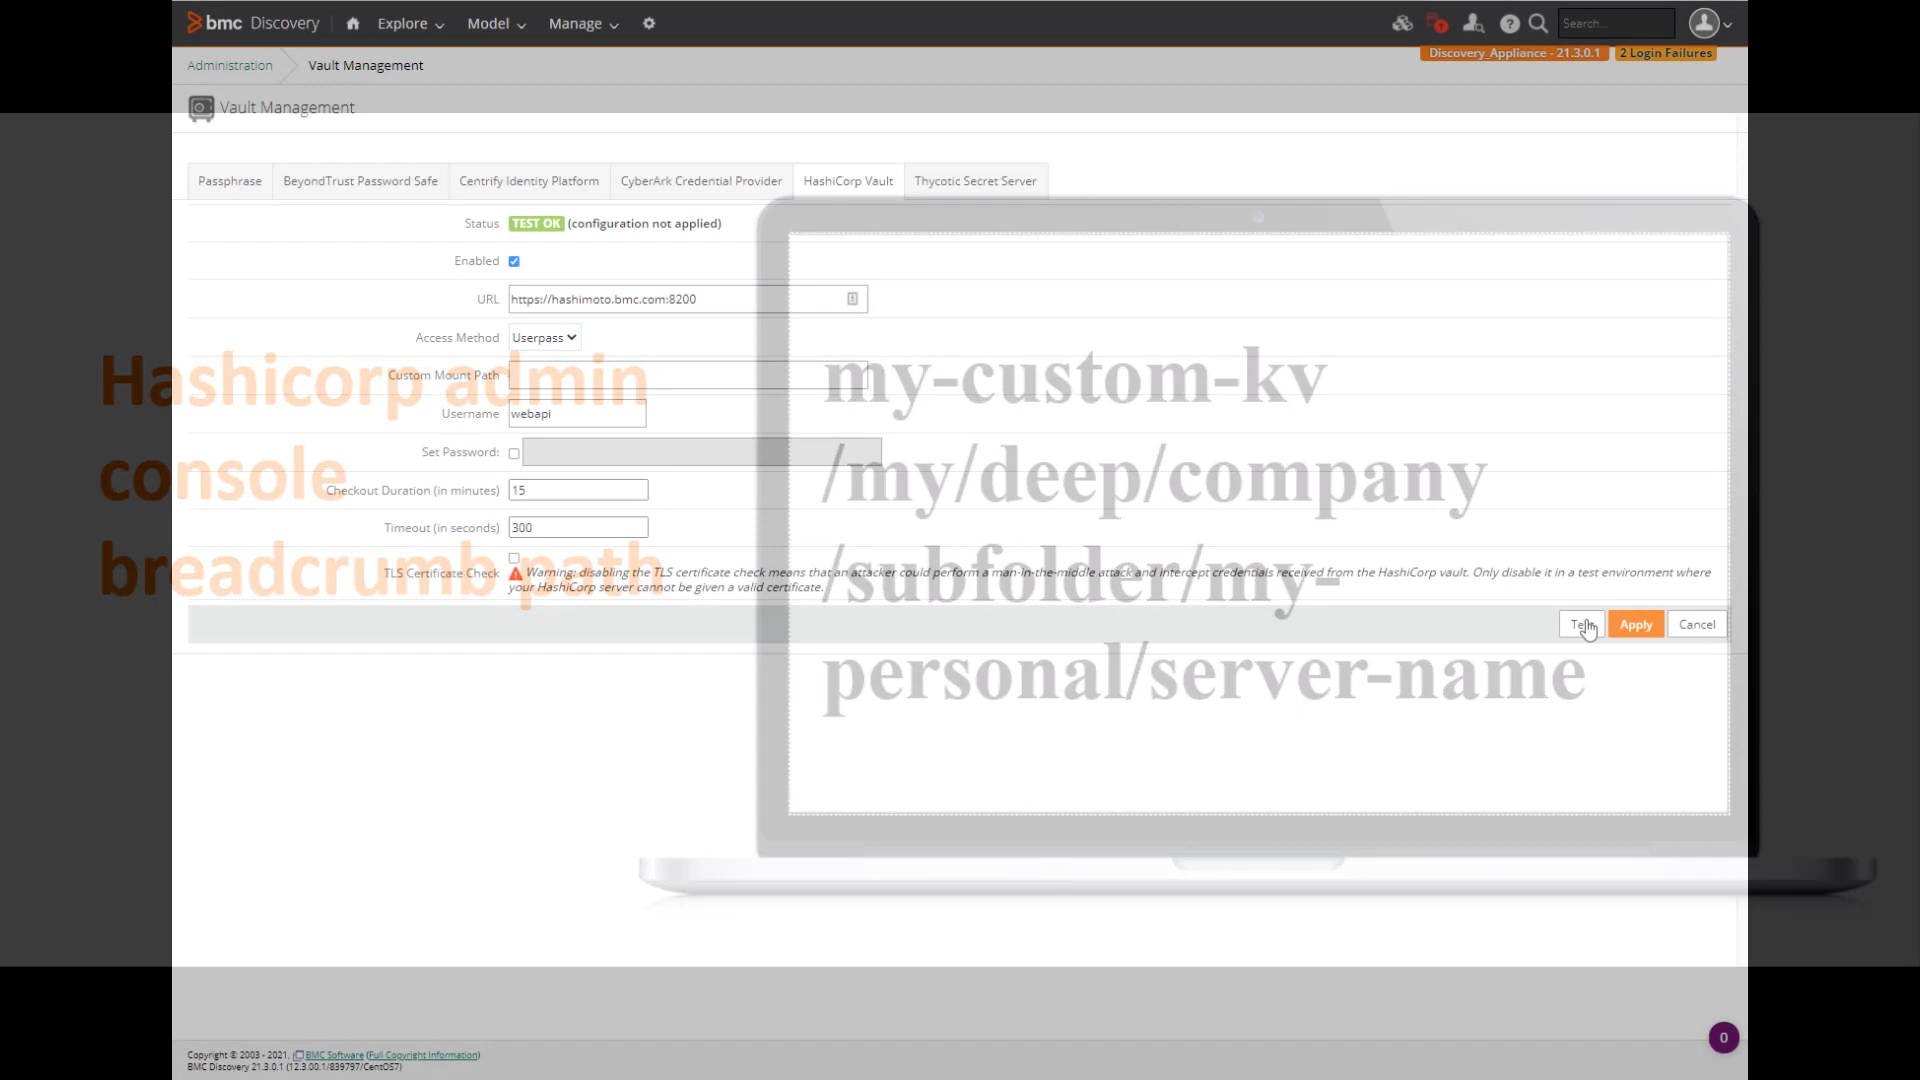 bmc Discovery Explore Model Manage Search...
Discovery_Appliance - 21.3.0.1 2 Login Failures
Administration Vault Management
Vault Management
Passphrase BeyondTrust Password Safe Centrify Identity Platform CyberArk Credential Provider HashiCorp Vault Thycotic Secret Server
Status TEST OK (configuration not applied)
Enabled
URL https://hashimoto.bmc.com:8200
Access Method Userpass
Custom Mount Path
Username webapi
Set Password:
Checkout Duration (in minutes) 15
Timeout (in seconds) 300
TLS Certificate Check Warning: disabling the TLS certificate check means that an attacker could perform a man-in-the-middle attack and intercept credentials received from the HashiCorp vault. Only disable it in a test environment where
your HashiCorp server cannot be given a valid certificate.
Apply Cancel
Hashicorp admin
console
breadcrumb path
my-custom-kv
/my/deep/company
/subfolder/my-
personal/server-name
0
Copyright © 2003 - 2021, BMC Software (Full Copyright Information)
BMC Discovery 21.3.0.1 (12.3.00.1/839797/CentOS7)